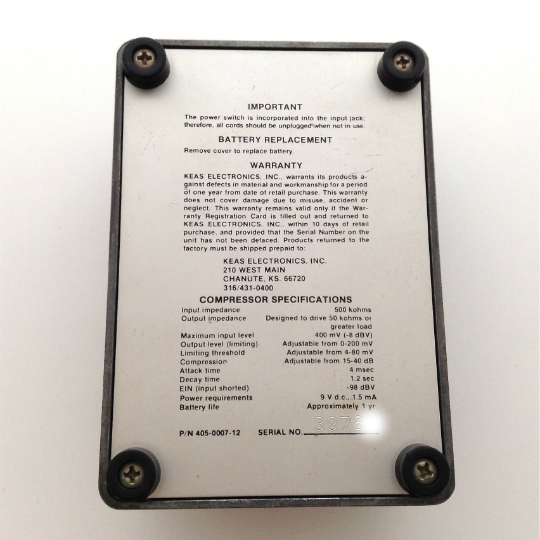 IMPORTANT
The power switch is incorporated into the input jack;
therefore, all cords should be unplugged when not in use.
BATTERY REPLACEMENT
Remove cover to replace battery.
WARRANTY
KEAS ELECTRONICS, INC., warrants its products a-
gainst defects in material and workmanship for a period
of one year from date of retail purchase. This warranty
does not cover damage due to misuse, accident or
neglect. This warranty remains valid only if the War-
ranty Registration Card is filled out and returned to
KEAS ELECTRONICS, INC., within 10 days of retail
purchase, and provided that the Serial Number on the
unit has not been defaced. Products returned to the
factory must be shipped prepaid to:
KEAS ELECTRONICS, INC.
210 WEST MAIN
CHANUTE, KS. 66720
316/431-0400
COMPRESSOR SPECIFICATIONS
Input impedance 500 kohms
Output impedance Designed to drive 50 kohms or
greater load
Maximum input level 400 mV (-8 dBV)
Output level (limiting) Adjustable from 0-200 mV
Limiting threshold Adjustable from 4-80 mV
Compression Adjustable from 15-40 dB
Attack time 4 msec
Decay time 1.2 sec
EIN (input shorted) -98 dBV
Power requirements 9 V d.c., 1.5 mA
Battery life Approximately 1 yr
P/N 405-0007-12 SERIAL NO.